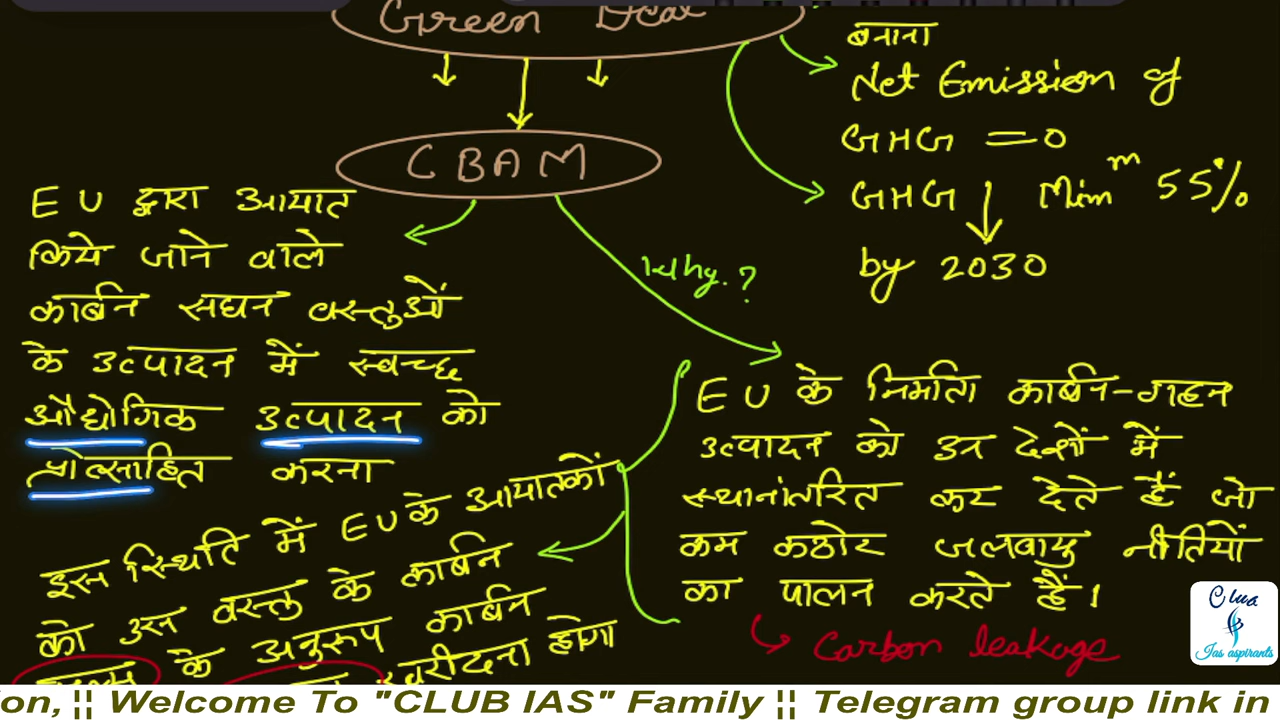 Green Deal
बनाना
Net Emission of
GHG = 0
GHG ↓ Mim^m 55%
by 2030
CBAM
EU द्वारा आयात
किये जाने वाले
कार्बन सघन वस्तुओं
के उत्पादन में स्वच्छ
औद्योगिक उत्पादन को
प्रोत्साहित करना
Why.?
EU के निर्माता कार्बन-गहन
उत्पादन को उन देशों में
स्थानांतरित कर देते हैं जो
कम कठोर जलवायु नीतियों
का पालन करते हैं।
Carbon leakage
इस स्थिति में EU के आयातकों
को उस वस्तु के कार्बन
के अनुरूप कार्बन
खरीदना होगा
Club
Ias aspirants
on, ¦¦ Welcome To "CLUB IAS" Family ¦¦ Telegram group link in